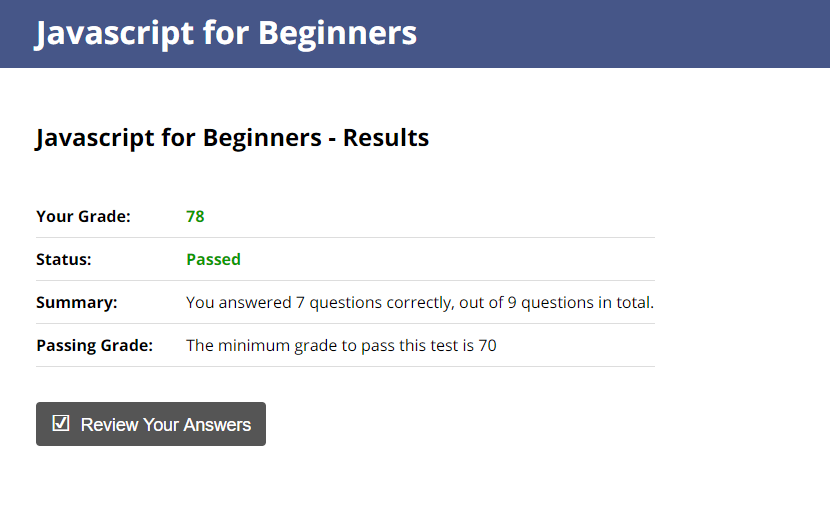 Javascript for Beginners
Javascript for Beginners - Results
Your Grade: 78
Status: Passed
Summary: You answered 7 questions correctly, out of 9 questions in total.
Passing Grade: The minimum grade to pass this test is 70
Review Your Answers